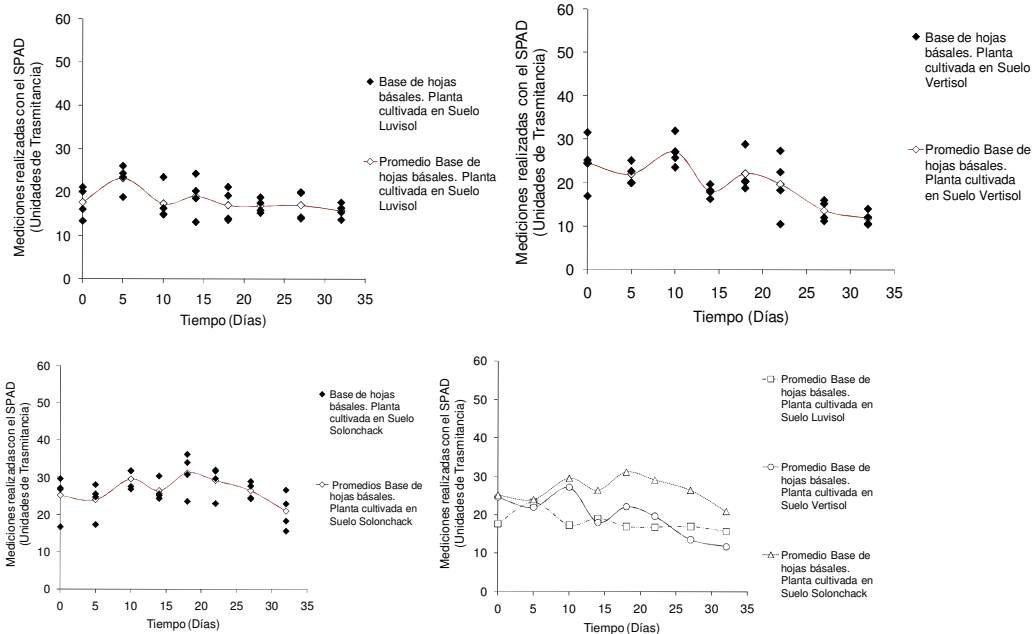 60
50
40
30
20
10
0
0 5 10 15 20 25 30 35
Mediciones realizadas con el SPAD
(Unidades de Trasmitancia)
Tiempo (Días)
Base de hojas
básales. Planta
cultivada en Suelo
Luvisol
Promedio Base de
hojas básales. Planta
cultivada en Suelo
Luvisol
60
50
40
30
20
10
0
0 5 10 15 20 25 30 35
Mediciones realizadas con el SPAD
(Unidades de Trasmitancia)
Tiempo (Días)
Base de hojas
básales. Planta
cultivada en Suelo
Vertisol
Promedio Base de
hojas básales.
Planta cultivada
en Suelo Vertisol
60
50
40
30
20
10
0
0 5 10 15 20 25 30 35
Mediciones realizadas con el SPAD
(Unidades de Trasmitancia)
Tiempo (Días)
Base de hojas
básales. Planta
cultivada en Suelo
Solonchack
Promedios Base de
hojas básales.
Planta cultivada en
Suelo Solonchack
60
50
40
30
20
10
0
0 5 10 15 20 25 30 35
Mediciones realizadas con el SPAD
(Unidades de Trasmitancia)
Tiempo (Días)
Promedio Base de
hojas básales.
Planta cultivada en
Suelo Luvisol
Promedio Base de
hojas básales.
Planta cultivada en
Suelo Vertisol
Promedio Base de
hojas básales.
Planta cultivada en
Suelo Solonchack